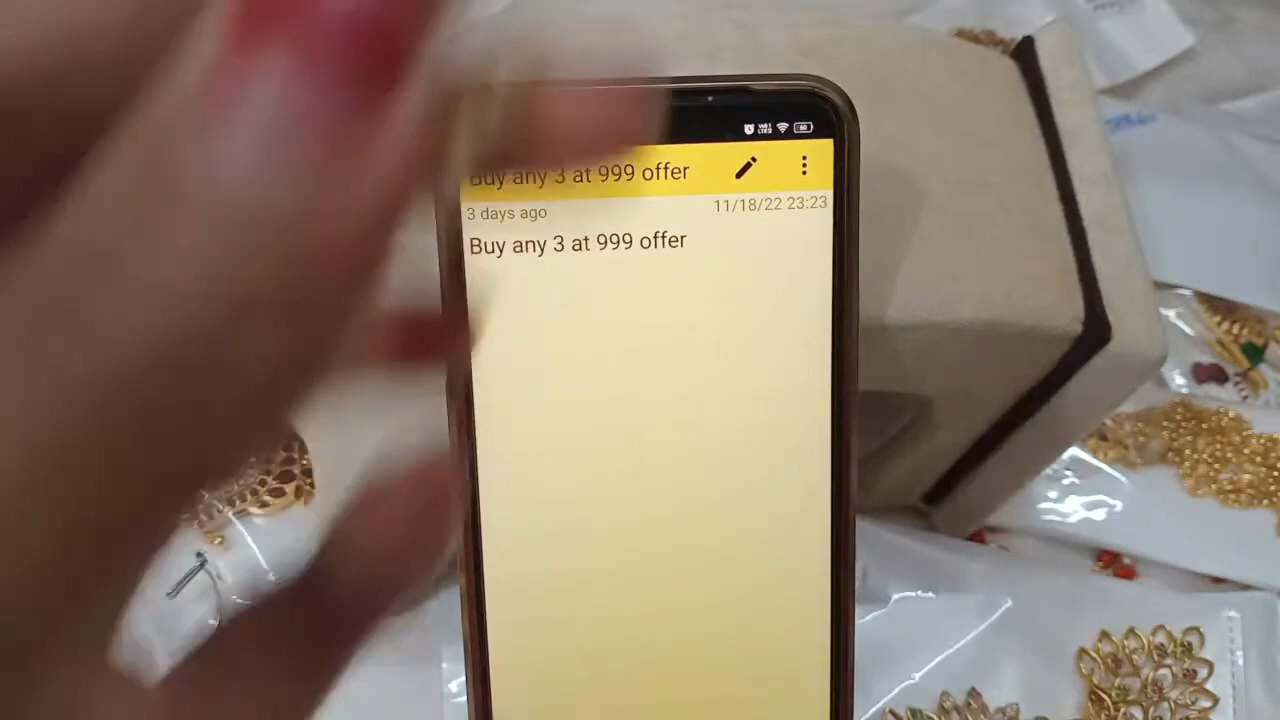 Buy any 3 at 999 offer
3 days ago 11/18/22 23:23
Buy any 3 at 999 offer